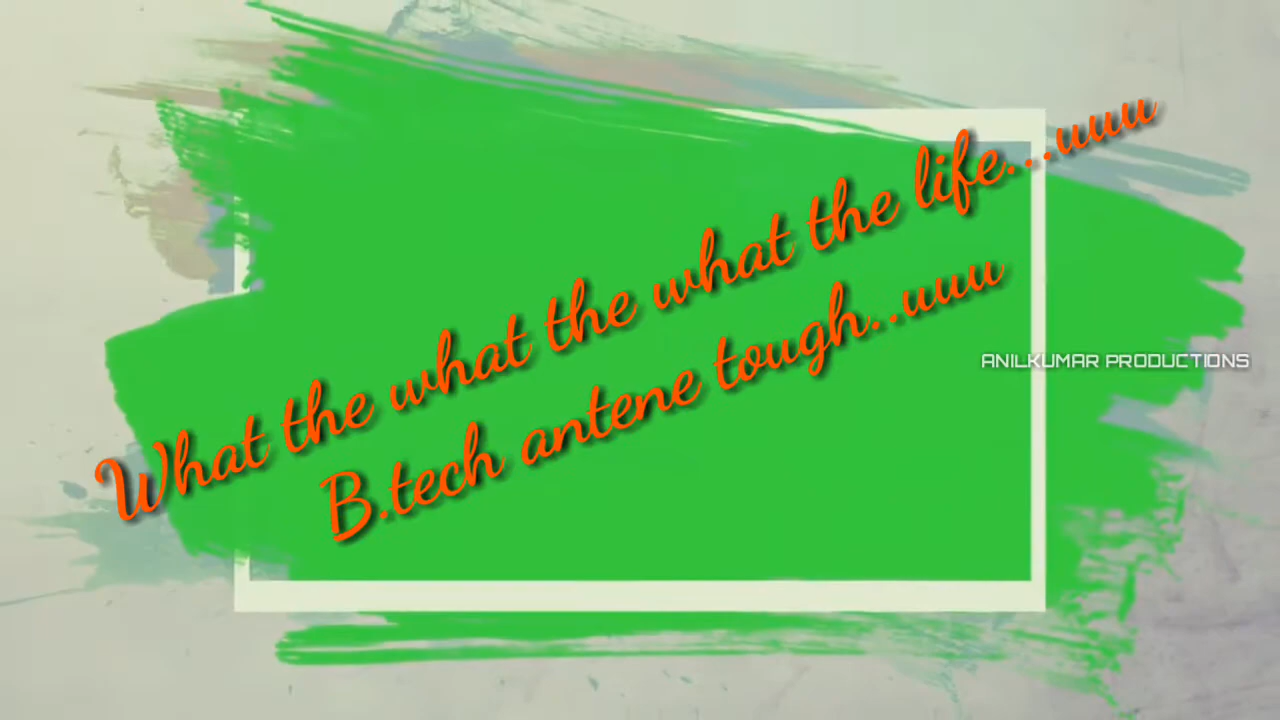 What the what the what the life...uuu
B.tech antene tough..uuu
ANILKUMAR PRODUCTIONS